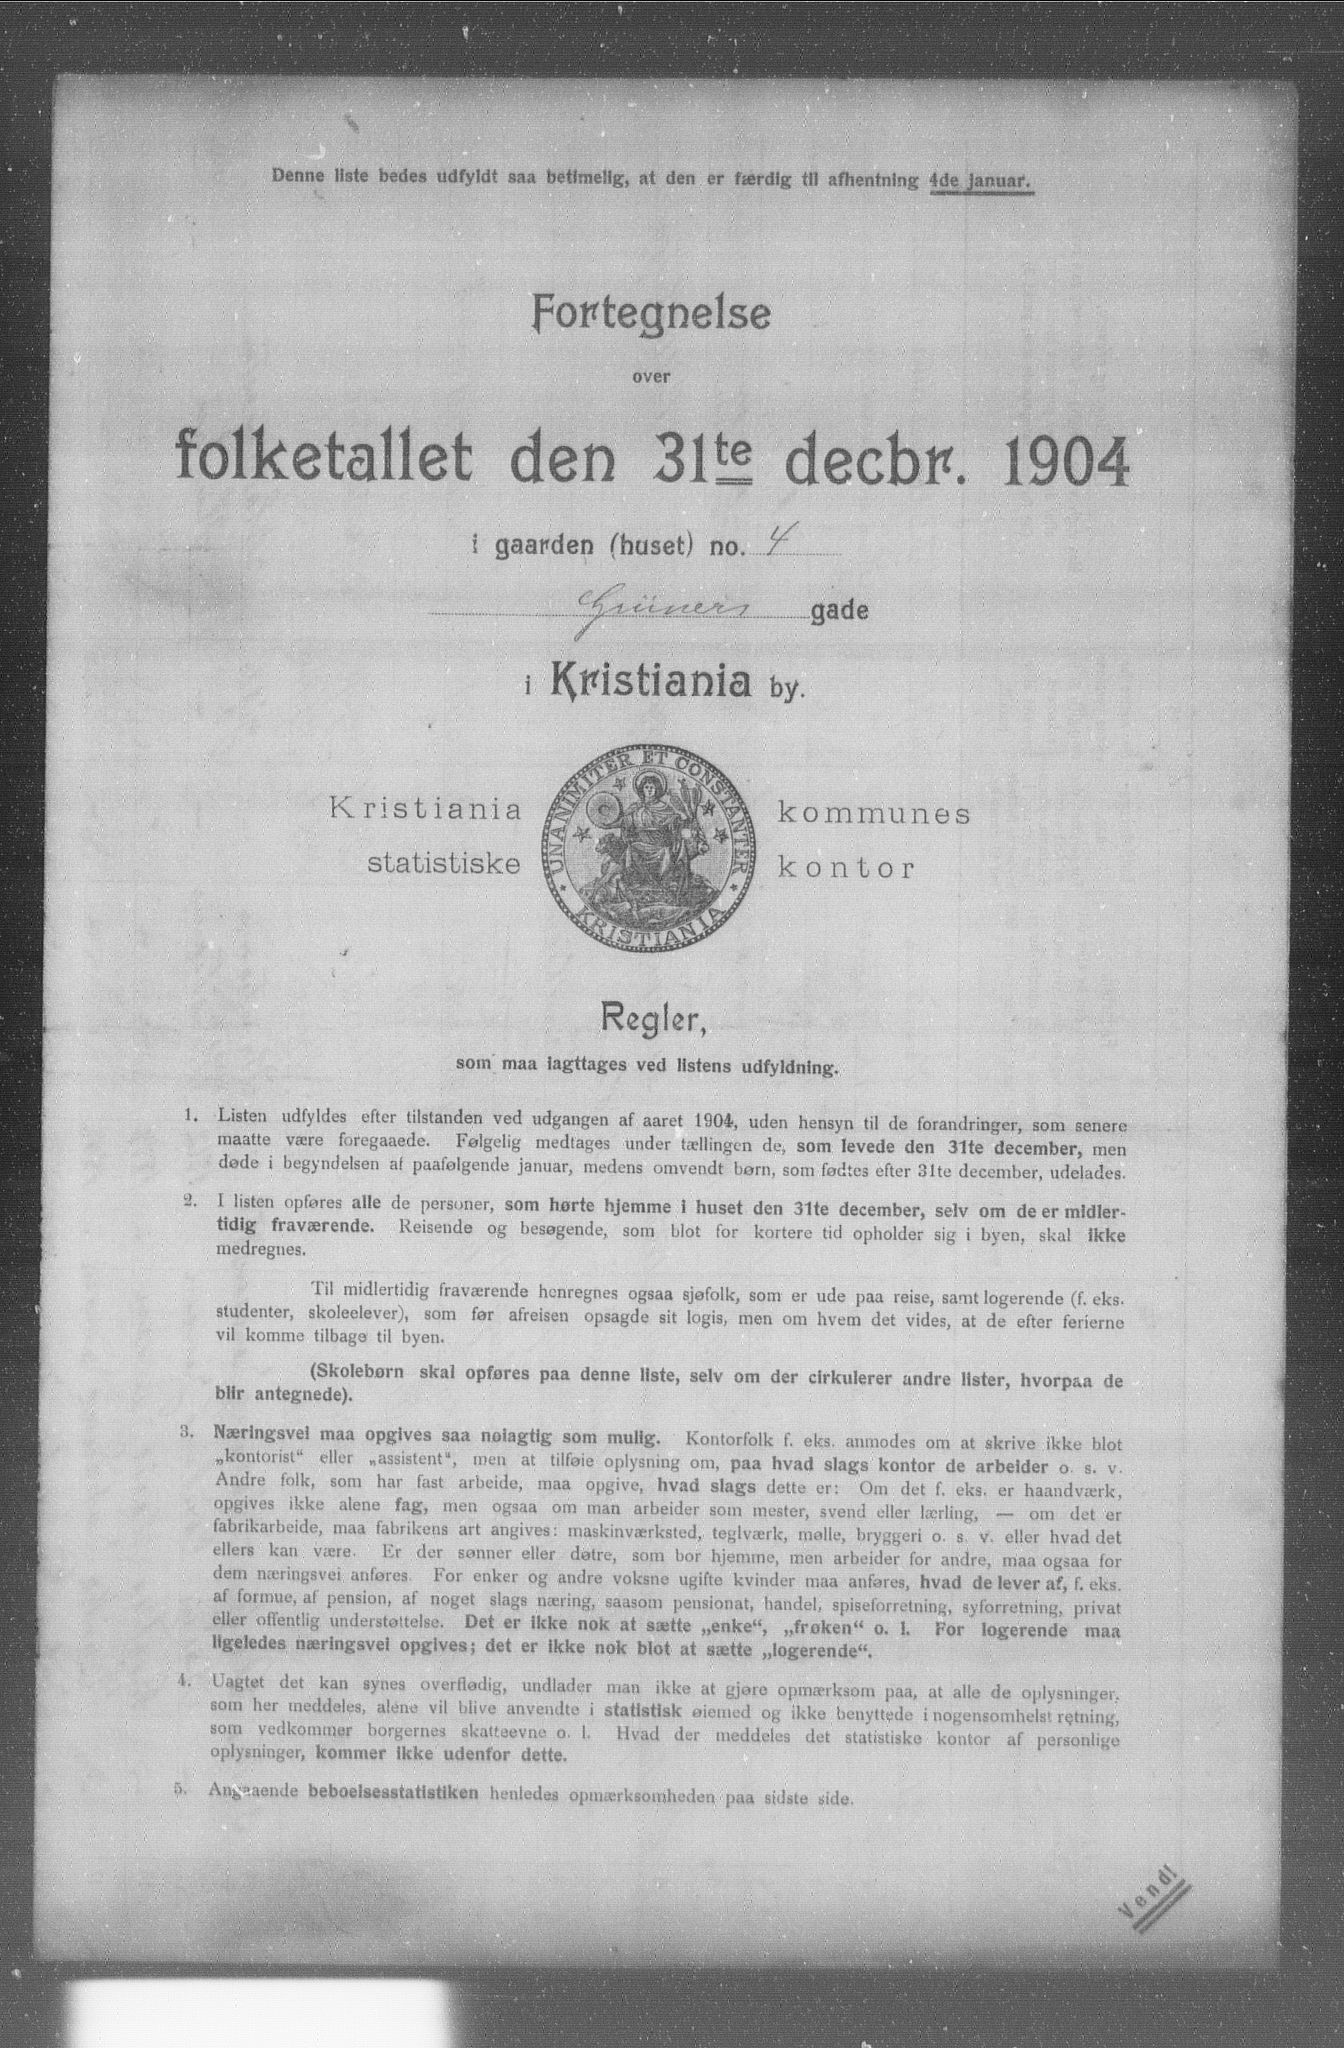 Denne liste bedes udfyldt saa betimelig, at den er færdig til afhentning 4de januar.
Fortegnelse
over
folketallet den 31te decbr. 1904
i gaarden (huset) no. 4
Grüners gade
i Kristiania by.
Kristiania kommunes
statistiske kontor
UNANIMITER ET CONSTANTER
KRISTIANIA
Regler,
som maa iagttages ved listens udfyldning.
1. Listen udfyldes efter tilstanden ved udgangen af aaret 1904, uden hensyn til de forandringer, som senere
maatte være foregaaede. Følgelig medtages under tællingen de, som levede den 31te december, men
døde i begyndelsen af paafølgende januar, medens omvendt børn, som fødtes efter 31te december, udelades.
2. I listen opføres alle de personer, som hørte hjemme i huset den 31te december, selv om de er midler-
tidig fraværende. Reisende og besøgende, som blot for kortere tid opholder sig i byen, skal ikke
medregnes.
Til midlertidig fraværende henregnes ogsaa sjøfolk, som er ude paa reise, samt logerende (f. eks.
studenter, skoleelever), som før afreisen opsagde sit logis, men om hvem det vides, at de efter ferierne
vil komme tilbage til byen.
(Skolebørn skal opføres paa denne liste, selv om der cirkulerer andre lister, hvorpaa de
blir antegnede).
3. Næringsvei maa opgives saa nøiagtig som mulig. Kontorfolk f. eks. anmodes om at skrive ikke blot
„kontorist“ eller „assistent“, men at tilføie oplysning om, paa hvad slags kontor de arbeider o. s. v.
Andre folk, som har fast arbeide, maa opgive, hvad slags dette er: Om det f. eks. er haandværk,
opgives ikke alene fag, men ogsaa om man arbeider som mester, svend eller lærling, — om det er
fabrikarbeide, maa fabrikens art angives: maskinværksted, teglværk, mølle, bryggeri o. s. v. eller hvad det
ellers kan være. Er der sønner eller døtre, som bor hjemme, men arbeider for andre, maa ogsaa for
dem næringsvei anføres. For enker og andre voksne ugifte kvinder maa anføres, hvad de lever af, f. eks.
af formue, af pension, af noget slags næring, saasom pensionat, handel, spiseforretning, syforretning, privat
eller offentlig understøttelse. Det er ikke nok at sætte „enke“, „frøken“ o. l. For logerende maa
ligeledes næringsvei opgives; det er ikke nok blot at sætte „logerende“.
4. Uagtet det kan synes overflødig, undlader man ikke at gjøre opmærksom paa, at alle de oplysninger,
som her meddeles, alene vil blive anvendte i statistisk øiemed og ikke benyttede i nogensomhelst retning,
som vedkommer borgernes skatteevne o. l. Hvad der meddeles det statistiske kontor af personlige
oplysninger, kommer ikke udenfor dette.
5. Angaaende beboelsesstatistiken henledes opmærksomheden paa sidste side.
Vend!